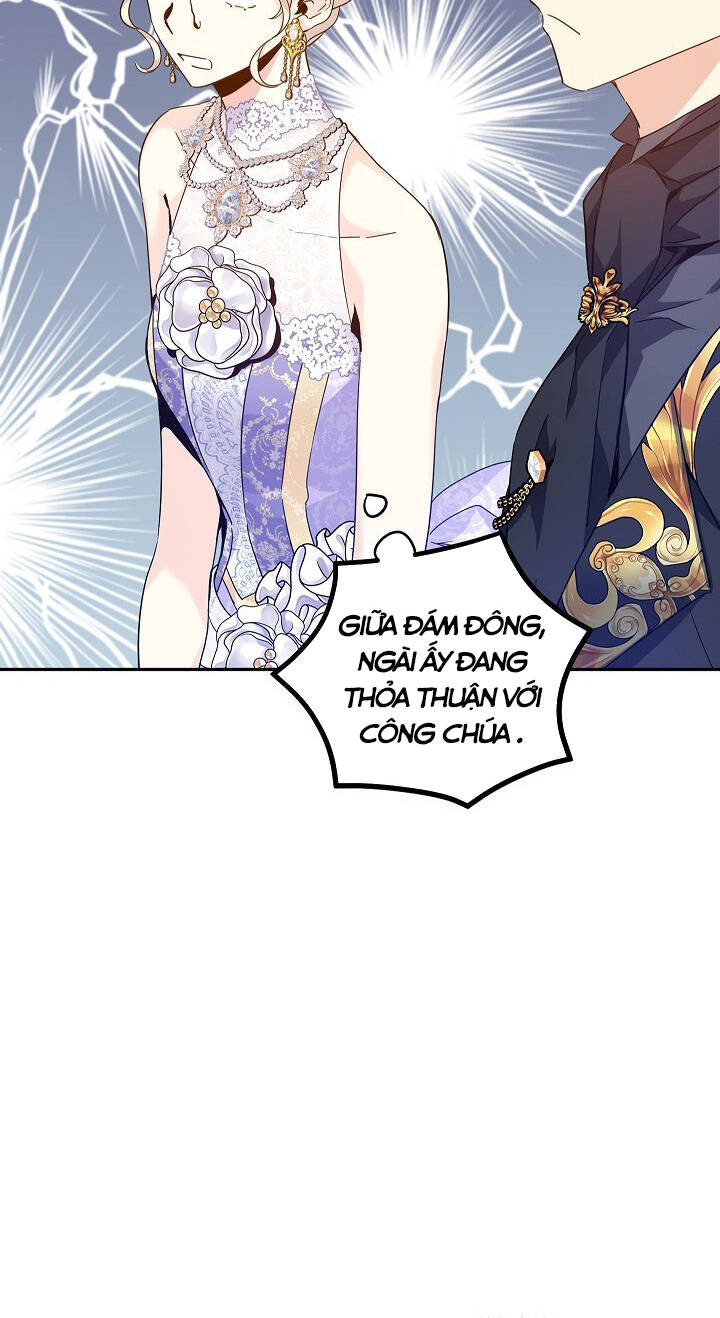 GIỮA ĐÁM ĐÔNG,
NGÀI ẤY ĐANG
THỎA THUẬN VỚI
CÔNG CHÚA .